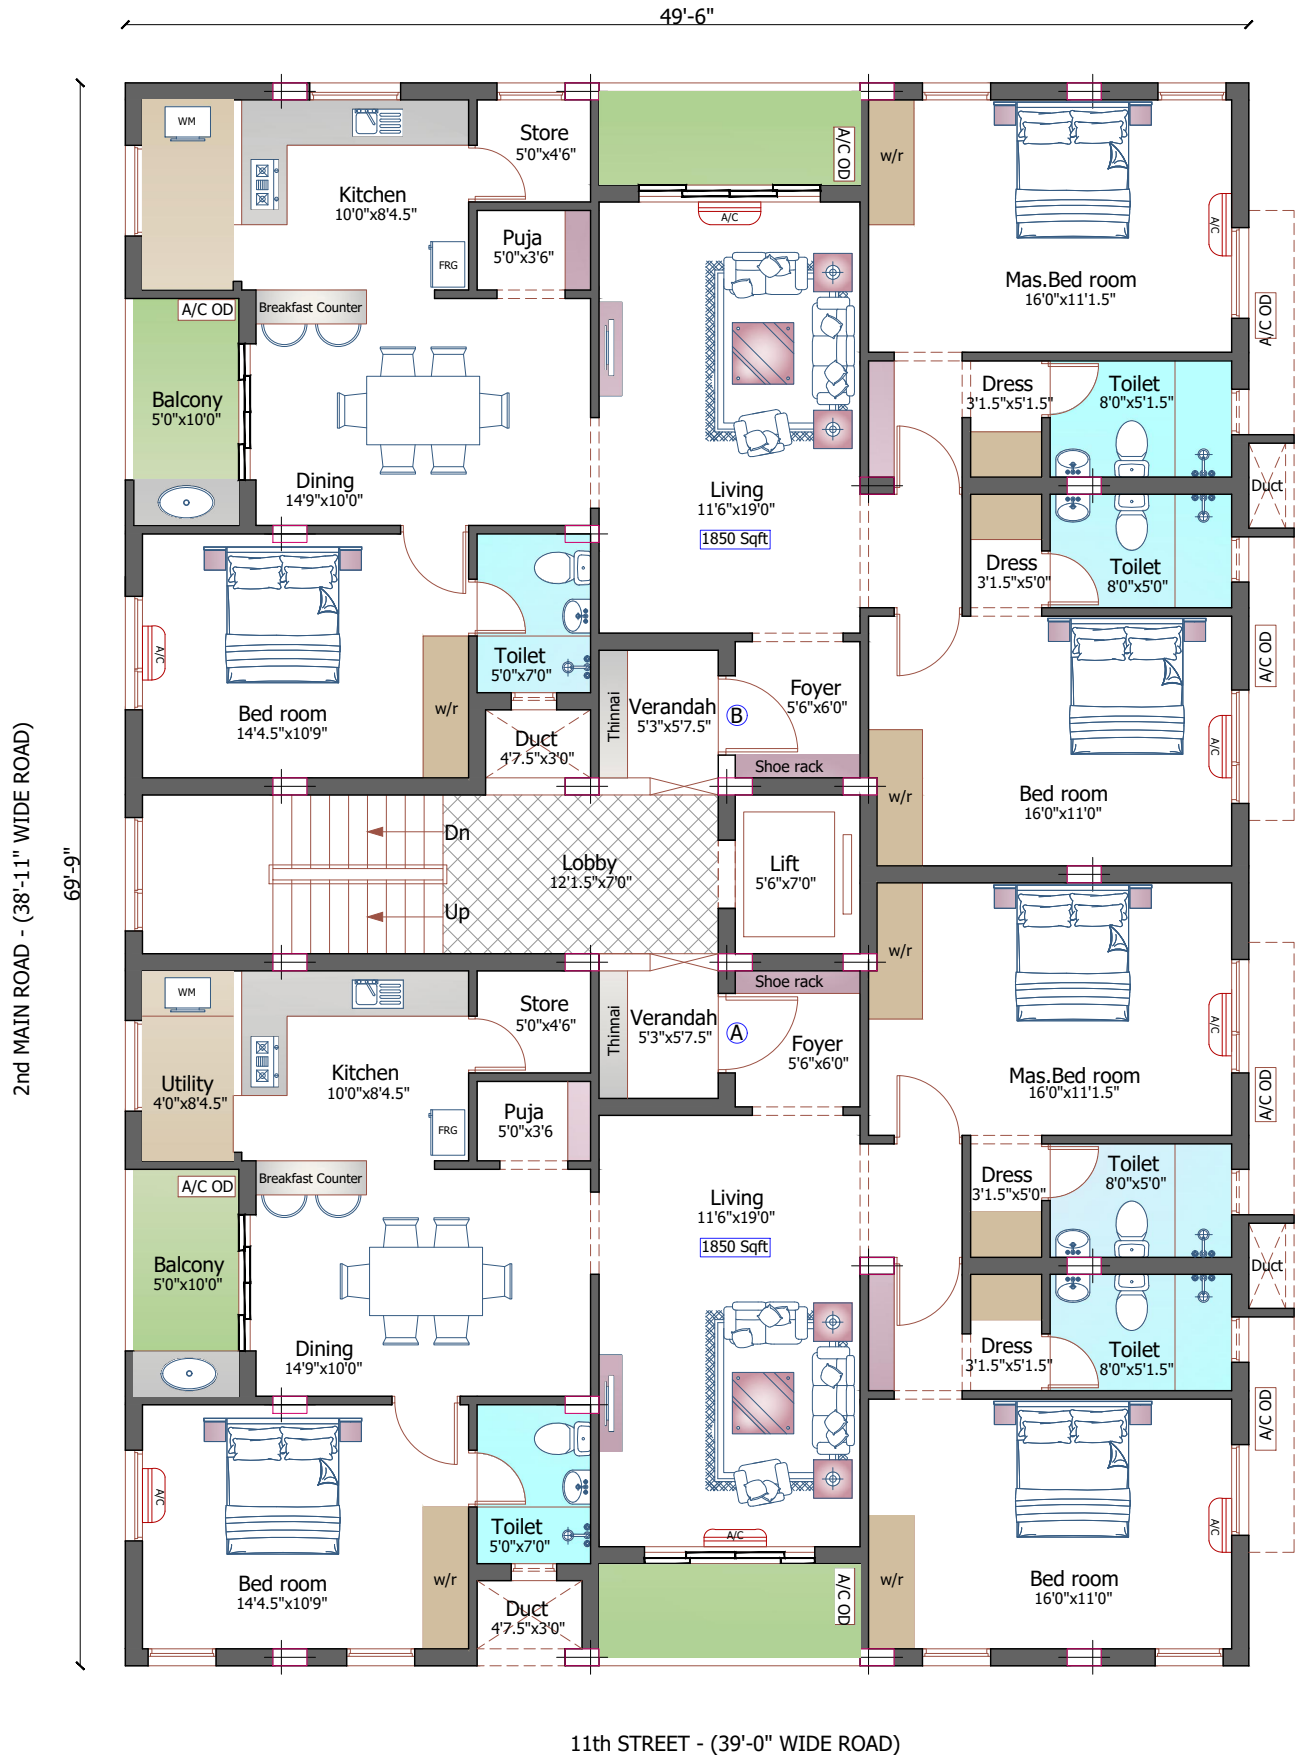 49'-6"
WM
Store
5'0"x4'6"
A/C OD
w/r
Kitchen
10'0"x8'4.5"
A/C
A/C
Puja
5'0"x3'6"
FRG
Mas.Bed room
16'0"x11'1.5"
A/C OD
Breakfast Counter
A/C OD
Balcony
5'0"x10'0"
Dress
3'1.5"x5'1.5"
Toilet
8'0"x5'1.5"
Dining
14'9"x10'0"
Living
11'6"x19'0"
1850 Sqft
Duct
Dress
3'1.5"x5'0"
Toilet
8'0"x5'0"
A/C
Toilet
5'0"x7'0"
A/C OD
Bed room
14'4.5"x10'9"
w/r
Thinnai
Verandah
5'3"x5'7.5"
B
Foyer
5'6"x6'0"
Duct
4'7.5"x3'0"
Shoe rack
A/C
w/r
Bed room
16'0"x11'0"
2nd MAIN ROAD - (38'-11" WIDE ROAD)
69'-9"
Dn
Up
Lobby
12'1.5"x7'0"
Lift
5'6"x7'0"
w/r
WM
Store
5'0"x4'6"
Shoe rack
Thinnai
Verandah
5'3"x5'7.5"
A
Foyer
5'6"x6'0"
A/C
Utility
4'0"x8'4.5"
Kitchen
10'0"x8'4.5"
Mas.Bed room
16'0"x11'1.5"
A/C OD
Puja
5'0"x3'6
FRG
Breakfast Counter
A/C OD
Living
11'6"x19'0"
1850 Sqft
Dress
3'1.5"x5'0"
Toilet
8'0"x5'0"
Balcony
5'0"x10'0"
Duct
Dining
14'9"x10'0"
Dress
3'1.5"x5'1.5"
Toilet
8'0"x5'1.5"
A/C OD
A/C
Toilet
5'0"x7'0"
A/C
A/C
Bed room
14'4.5"x10'9"
w/r
Duct
4'7.5"x3'0"
A/C OD
w/r
Bed room
16'0"x11'0"
11th STREET - (39'-0" WIDE ROAD)